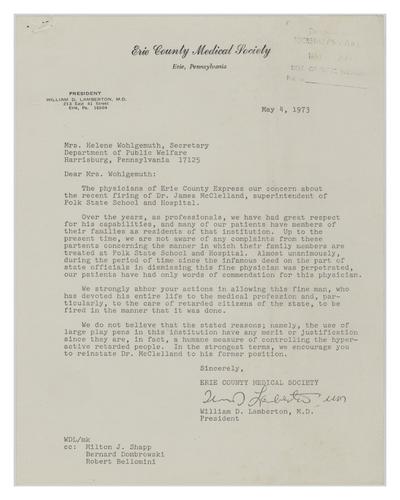 Erie County Medical Society
Erie, Pennsylvania
PRESIDENT
WILLIAM D. LAMBERTON, M.D.
213 East 41 Street
Erie, Pa. 16504
May 4, 1973
Mrs. Helene Wohlgemuth, Secretary
Department of Public Welfare
Harrisburg, Pennsylvania 17125
Dear Mrs. Wohlgemuth:
The physicians of Erie County Express our concern about
the recent firing of Dr. James McClelland, superintendent of
Polk State School and Hospital.
Over the years, as professionals, we have had great respect
for his capabilities, and many of our patients have members of
their families as residents of that institution. Up to the
present time, we are not aware of any complaints from these
partents concerning the manner in which their family members are
treated at Polk State School and Hospital. Almost unanimously,
during the period of time since the infamous deed on the part of
state officials in dismissing this fine physician was perpetrated,
our patients have had only words of commendation for this physician.
We strongly abhor your actions in allowing this fine man, who
has devoted his entire life to the medical profession and, par-
ticularly, to the care of retarded citizens of the state, to be
fired in the manner that it was done.
We do not believe that the stated reasons; namely, the use of
large play pens in this institution have any merit or justification
since they are, in fact, a humane measure of controlling the hyper-
active retarded people. In the strongest terms, we encourage you
to reinstate Dr. McClelland to his former position.
Sincerely,
ERIE COUNTY MEDICAL SOCIETY
Wm D Lamberton MD
William D. Lamberton, M.D.
President
WDL/mk
cc: Milton J. Shapp
Bernard Dombrowski
Robert Bellomini